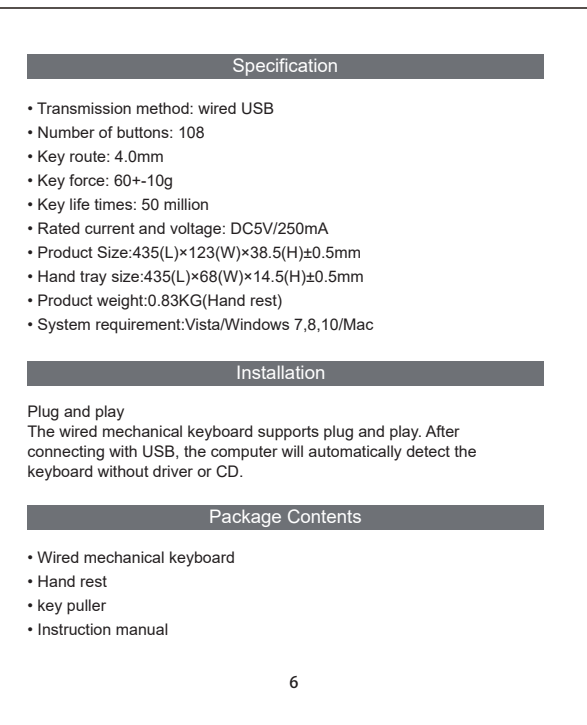 Specification
• Transmission method: wired USB
• Number of buttons: 108
• Key route: 4.0mm
• Key force: 60+-10g
• Key life times: 50 million
• Rated current and voltage: DC5V/250mA
• Product Size:435(L)×123(W)×38.5(H)±0.5mm
• Hand tray size:435(L)×68(W)×14.5(H)±0.5mm
• Product weight:0.83KG(Hand rest)
• System requirement:Vista/Windows 7,8,10/Mac
Installation
Plug and play
The wired mechanical keyboard supports plug and play. After
connecting with USB, the computer will automatically detect the
keyboard without driver or CD.
Package Contents
• Wired mechanical keyboard
• Hand rest
• key puller
• Instruction manual
6